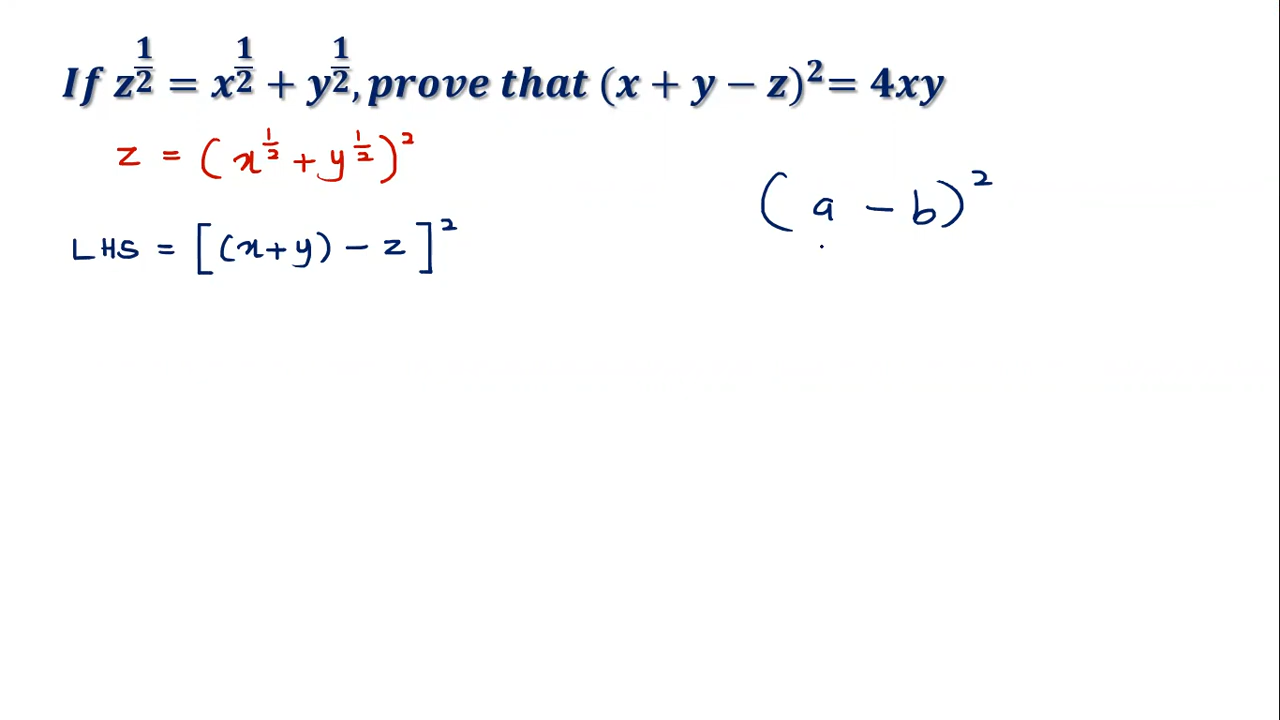 If z^{1/2} = x^{1/2} + y^{1/2}, prove that (x + y − z)²= 4xy
z = (x^{1/2} + y^{1/2})²
(a − b)²
LHS = [(x+y) − z]²